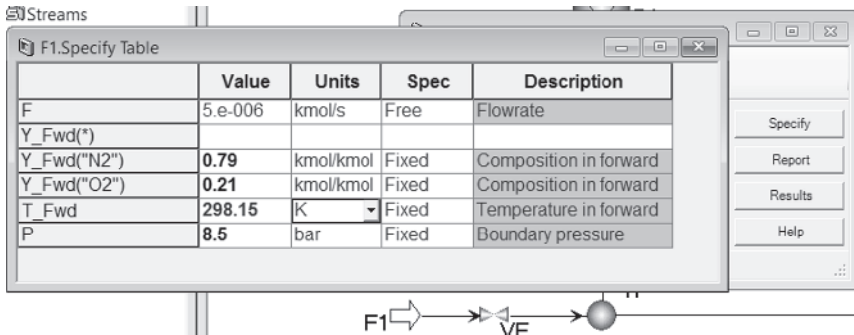 Streams
F1.Specify Table
Value Units Spec Description
F 5.e-006 kmol/s Free Flowrate
Y_Fwd(*)
Y_Fwd("N2") 0.79 kmol/kmol Fixed Composition in forward
Y_Fwd("O2") 0.21 kmol/kmol Fixed Composition in forward
T_Fwd 298.15 K Fixed Temperature in forward
P 8.5 bar Fixed Boundary pressure
Specify
Report
Results
Help
F1
VF